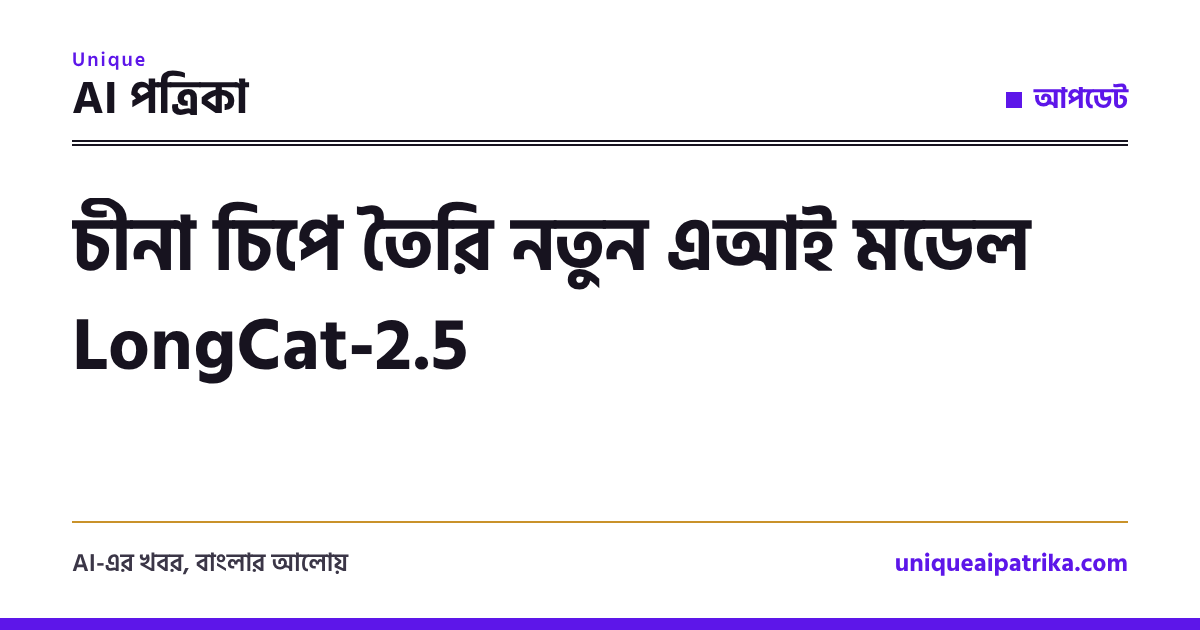 Unique
AI পত্রিকা
আপডেট
চীনা চিপে তৈরি নতুন এআই মডেল
LongCat-2.5
AI-এর খবর, বাংলার আলোয়
uniqueaipatrika.com